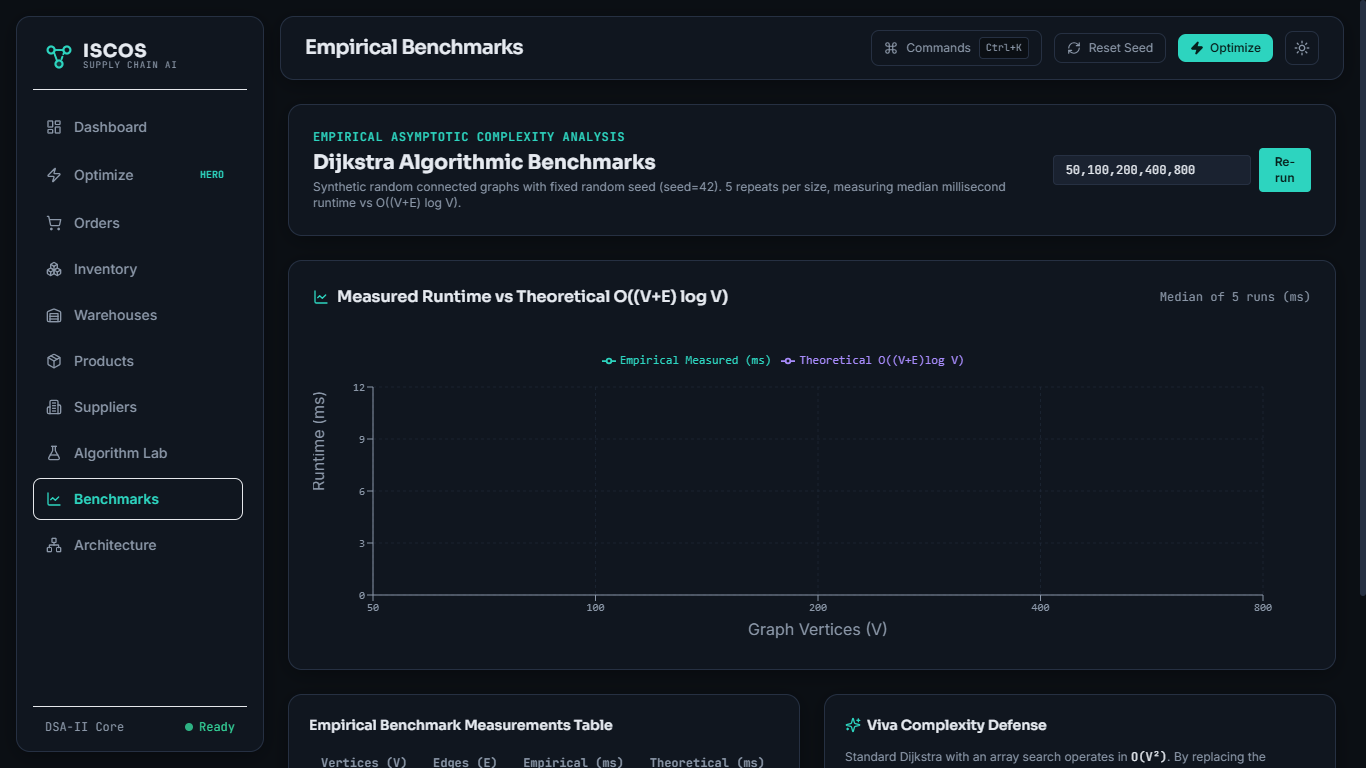 ISCOS
SUPPLY CHAIN AI
Dashboard
Optimize HERO
Orders
Inventory
Warehouses
Products
Suppliers
Algorithm Lab
Benchmarks
Architecture
DSA-II Core Ready
Empirical Benchmarks
Commands Ctrl+K Reset Seed Optimize
EMPIRICAL ASYMPTOTIC COMPLEXITY ANALYSIS
Dijkstra Algorithmic Benchmarks
Synthetic random connected graphs with fixed random seed (seed=42). 5 repeats per size, measuring median millisecond
runtime vs O((V+E) log V).
50,100,200,400,800
Re-
run
Measured Runtime vs Theoretical O((V+E) log V)
Median of 5 runs (ms)
Empirical Measured (ms) Theoretical O((V+E)log V)
Runtime (ms)
12
9
6
3
0
50 100 200 400 800
Graph Vertices (V)
Empirical Benchmark Measurements Table
Vertices (V) Edges (E) Empirical (ms) Theoretical (ms)
Viva Complexity Defense
Standard Dijkstra with an array search operates in O(V²). By replacing the